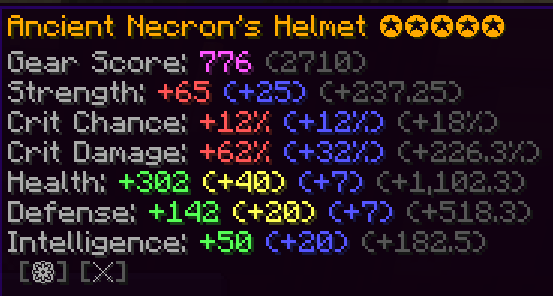 Ancient Necron's Helmet ✪✪✪✪✪
Gear Score: 776 (2710)
Strength: +65 (+25) (+237.25)
Crit Chance: +12% (+12%) (+18%)
Crit Damage: +62% (+32%) (+226.3%)
Health: +302 (+40) (+7) (+1,102.3)
Defense: +142 (+20) (+7) (+518.3)
Intelligence: +50 (+20) (+182.5)
[❁] [⚔]